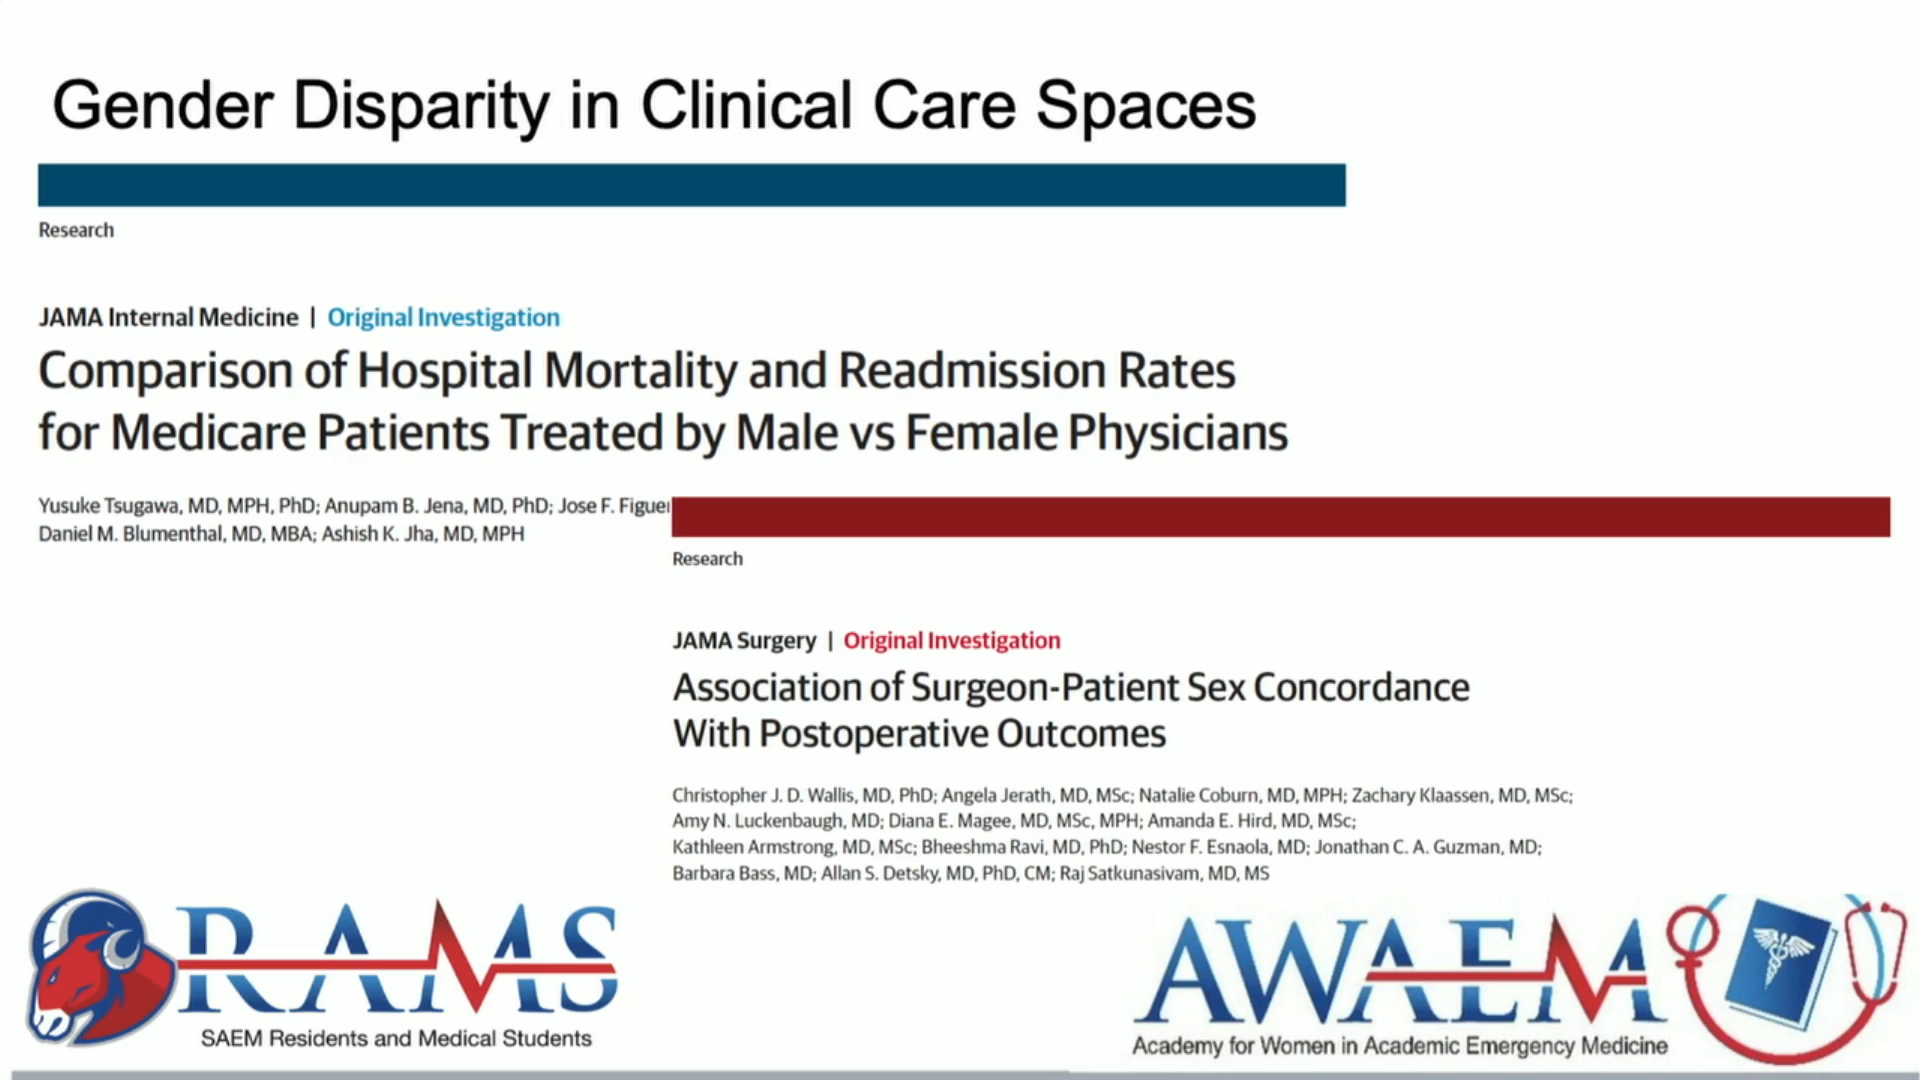 Gender Disparity in Clinical Care Spaces
Research
JAMA Internal Medicine | Original Investigation
Comparison of Hospital Mortality and Readmission Rates
for Medicare Patients Treated by Male vs Female Physicians
Yusuke Tsugawa, MD, MPH, PhD; Anupam B. Jena, MD, PhD; Jose F.
Daniel M. Blumenthal, MD, MBA; Ashish K. Jha, MD, MPH
Research
JAMA Surgery | Original Investigation
Association of Surgeon-Patient Sex Concordance
With Postoperative Outcomes
Christopher J. D. Wallis, MD, PhD; Angela Jerath, MD, MSc; Natalie Coburn, MD, MPH; Zachary Klaassen, MD, MSc;
Amy N. Luckenbaugh, MD; Diana E. Magee, MD, MSc, MPH; Amanda E. Hird, MD, MSc;
Kathleen Armstrong, MD, MSc; Bheeshma Ravi, MD, PhD; Nestor F. Esnaola, MD; Jonathan C. A. Guzman, MD;
Barbara Bass, MD; Allan S. Detsky, MD, PhD, CM; Raj Satkunasivam, MD, MS
RAMS
SAEM Residents and Medical Students
AWAEM
Academy for Women in Academic Emergency Medicine